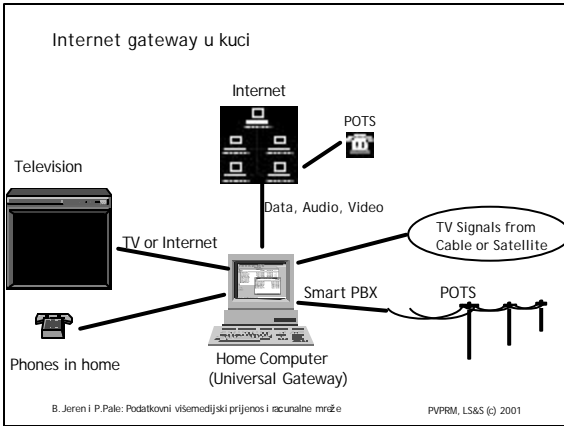 Internet gateway u kuci
Internet
POTS
Television
Data, Audio, Video
TV Signals from
Cable or Satellite
TV or Internet
Smart PBX
POTS
Phones in home
Home Computer
(Universal Gateway)
B. Jeren i P.Pale: Podatkovni višemedijski prijenos i racunalne mreže
PVPRM, LS&S (c) 2001